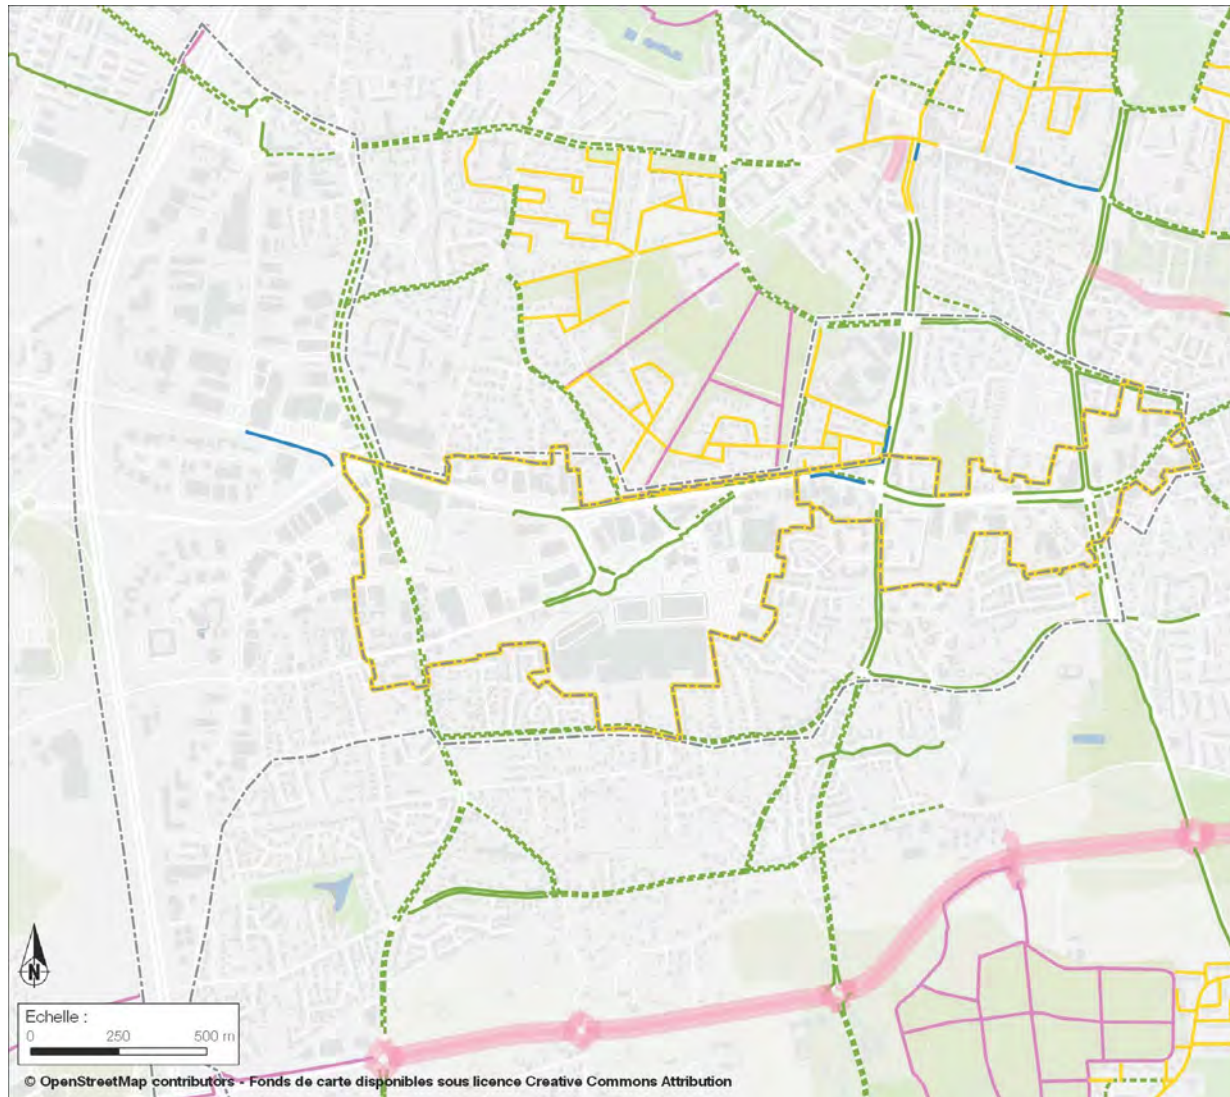 N
Echelle :
0 250 500 m
© OpenStreetMap contributors - Fonds de carte disponibles sous licence Creative Commons Attribution